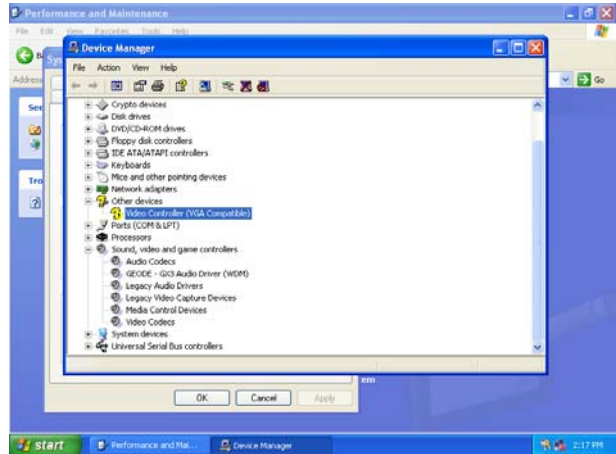 Performance and Maintenance
File Edit View Favorites Tools Help
Device Manager
File Action View Help
Address
Go
Crypto devices
Disk drives
DVD/CD-ROM drives
Floppy disk controllers
IDE ATA/ATAPI controllers
Keyboards
Mice and other pointing devices
Network adapters
Other devices
Video Controller (VGA Compatible)
Ports (COM & LPT)
Processors
Sound, video and game controllers
Audio Codecs
GEODE - GX3 Audio Driver (WDM)
Legacy Audio Drivers
Legacy Video Capture Devices
Media Control Devices
Video Codecs
System devices
Universal Serial Bus controllers
em
OK Cancel Apply
start Performance and Mai... Device Manager 2:17 PM